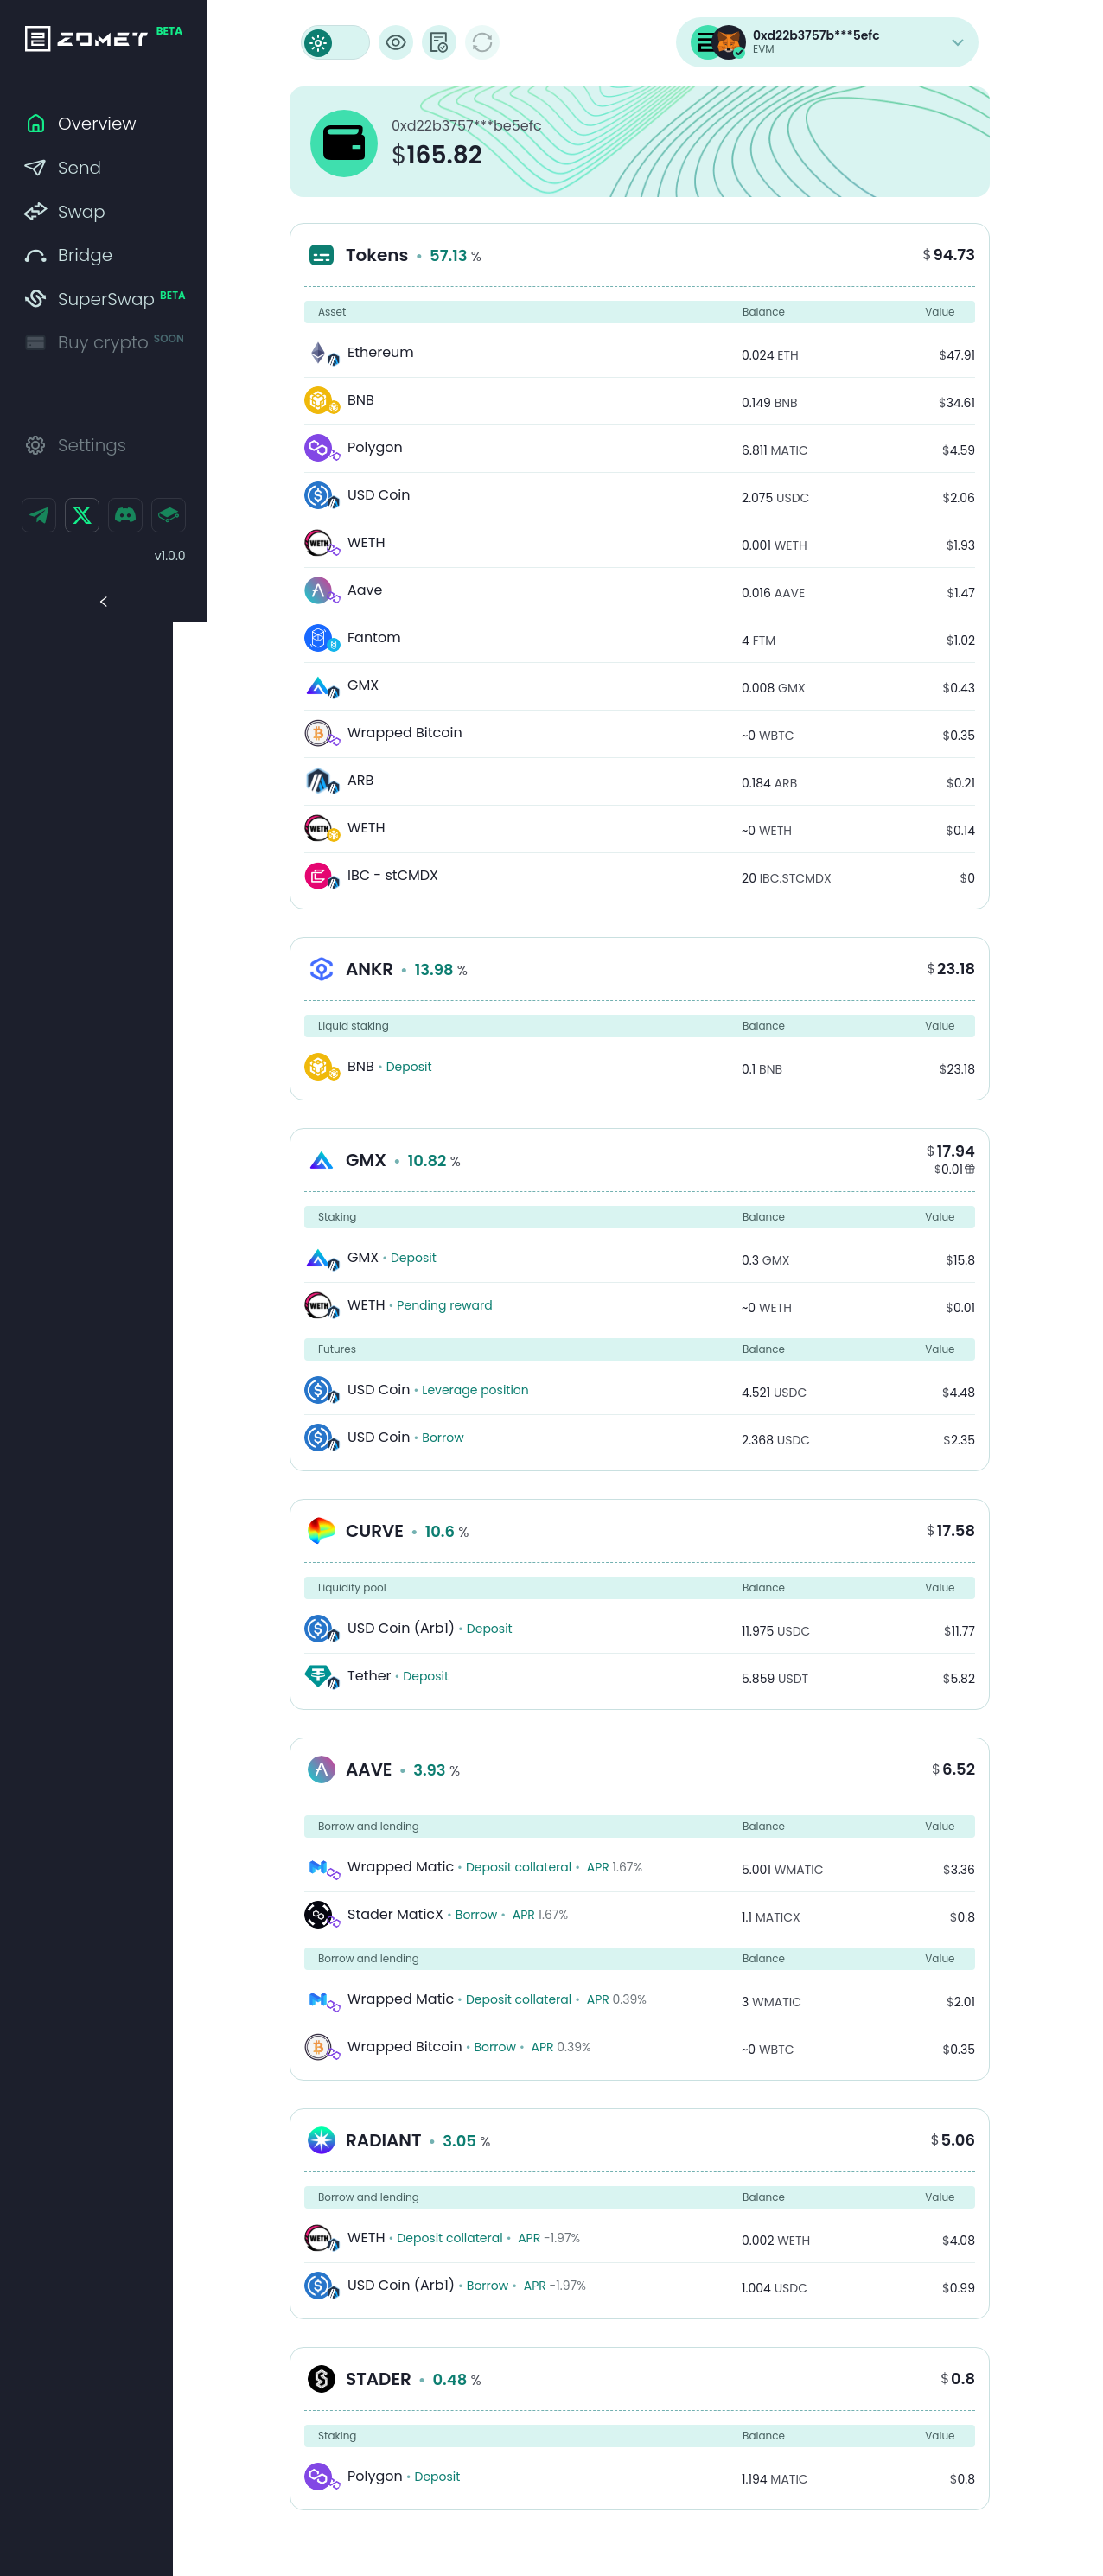 ZOMET BETA
Overview
Send
Swap
Bridge
SuperSwap BETA
Buy crypto SOON
Settings
v1.0.0
0xd22b3757b***5efc
EVM
0xd22b3757***be5efc
$165.82
Tokens • 57.13 % $94.73
Asset Balance Value
Ethereum 0.024 ETH $47.91
BNB 0.149 BNB $34.61
Polygon 6.811 MATIC $4.59
USD Coin 2.075 USDC $2.06
WETH WETH 0.001 WETH $1.93
Aave 0.016 AAVE $1.47
Fantom 4 FTM $1.02
GMX 0.008 GMX $0.43
Wrapped Bitcoin ~0 WBTC $0.35
ARB 0.184 ARB $0.21
WETH WETH ~0 WETH $0.14
IBC - stCMDX 20 IBC.STCMDX $0
ANKR • 13.98 % $23.18
Liquid staking Balance Value
BNB • Deposit 0.1 BNB $23.18
GMX • 10.82 % $17.94
$0.01
Staking Balance Value
GMX • Deposit 0.3 GMX $15.8
WETH WETH • Pending reward ~0 WETH $0.01
Futures Balance Value
USD Coin • Leverage position 4.521 USDC $4.48
USD Coin • Borrow 2.368 USDC $2.35
CURVE • 10.6 % $17.58
Liquidity pool Balance Value
USD Coin (Arb1) • Deposit 11.975 USDC $11.77
Tether • Deposit 5.859 USDT $5.82
AAVE • 3.93 % $6.52
Borrow and lending Balance Value
Wrapped Matic • Deposit collateral • APR 1.67% 5.001 WMATIC $3.36
Stader MaticX • Borrow • APR 1.67% 1.1 MATICX $0.8
Borrow and lending Balance Value
Wrapped Matic • Deposit collateral • APR 0.39% 3 WMATIC $2.01
Wrapped Bitcoin • Borrow • APR 0.39% ~0 WBTC $0.35
RADIANT • 3.05 % $5.06
Borrow and lending Balance Value
WETH WETH • Deposit collateral • APR -1.97% 0.002 WETH $4.08
USD Coin (Arb1) • Borrow • APR -1.97% 1.004 USDC $0.99
STADER • 0.48 % $0.8
Staking Balance Value
Polygon • Deposit 1.194 MATIC $0.8